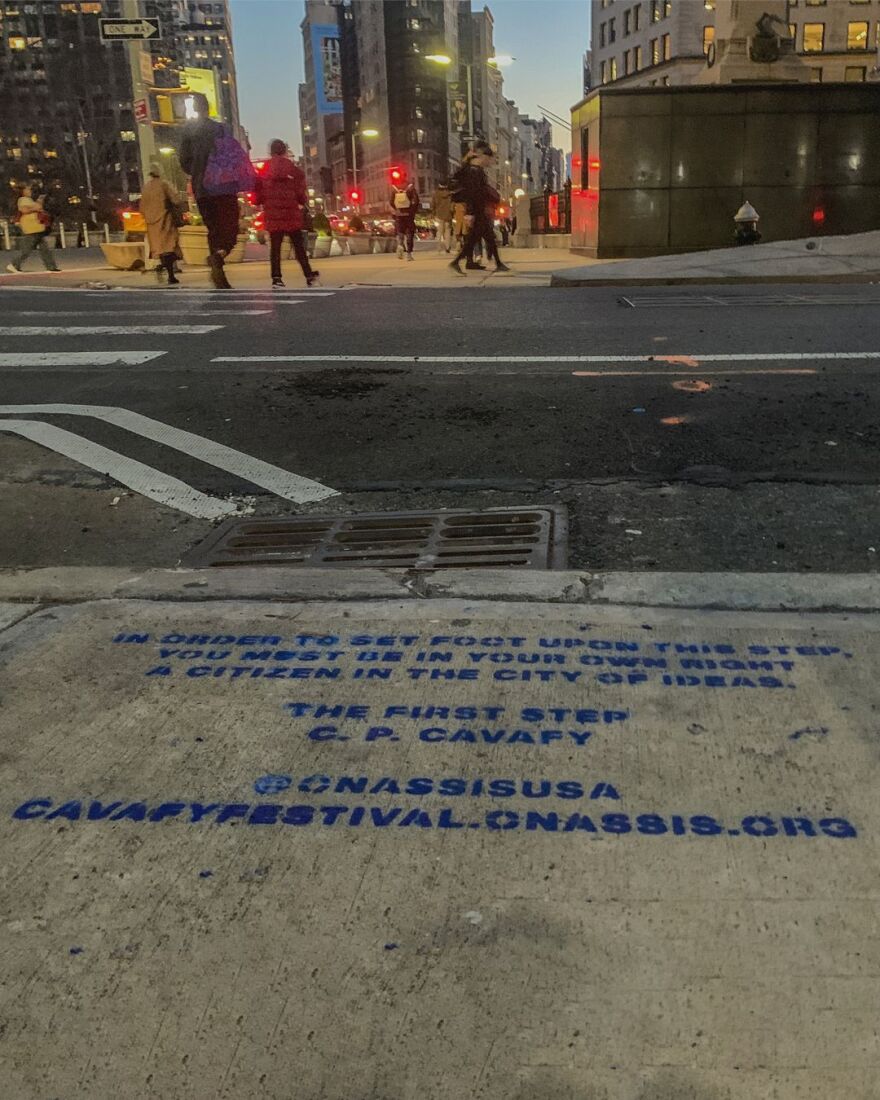 ONE WAY
IN ORDER TO SET FOOT UPON THIS STEP,
YOU MUST BE IN YOUR OWN RIGHT
A CITIZEN IN THE CITY OF IDEAS.
THE FIRST STEP
C. P. CAVAFY
@ONASSISUSA
CAVAFYFESTIVAL.ONASSIS.ORG